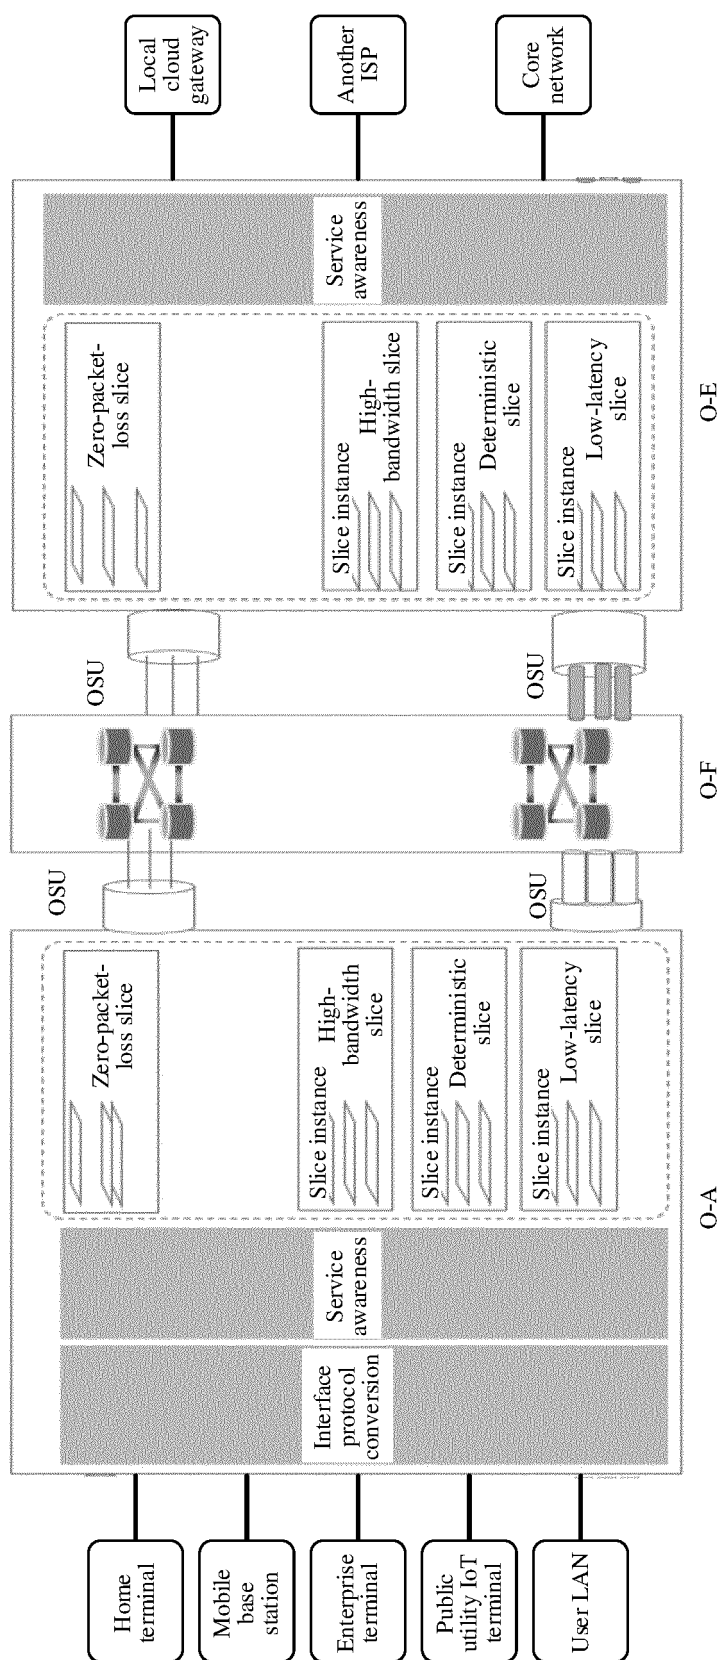 Home
terminal
Mobile
base
station
Enterprise
terminal
Public
utility IoT
terminal
User LAN
Interface
protocol
conversion
Service
awareness
Zero-packet-
loss slice
Slice instance
High-
bandwidth
slice
Slice instance
Deterministic
slice
Slice instance
Low-latency
slice
O-A
OSU
OSU
O-F
OSU
OSU
Zero-packet-
loss slice
Slice instance
High-
bandwidth slice
Slice instance
Deterministic
slice
Slice instance
Low-latency
slice
Service
awareness
O-E
Local
cloud
gateway
Another
ISP
Core
network